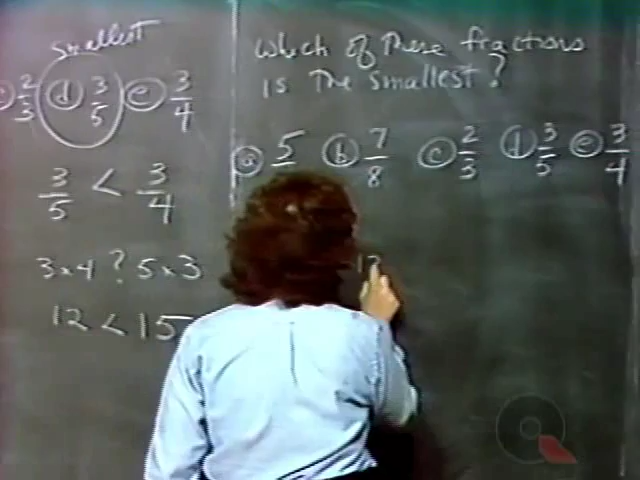 smallest
2/3 (d) 3/5 (e) 3/4
3/5 < 3/4
3×4 ? 5×3
12 < 15
Which of These fractions
is The smallest?
(a) 5 (b) 7/8 (c) 2/3 (d) 3/5 (e) 3/4